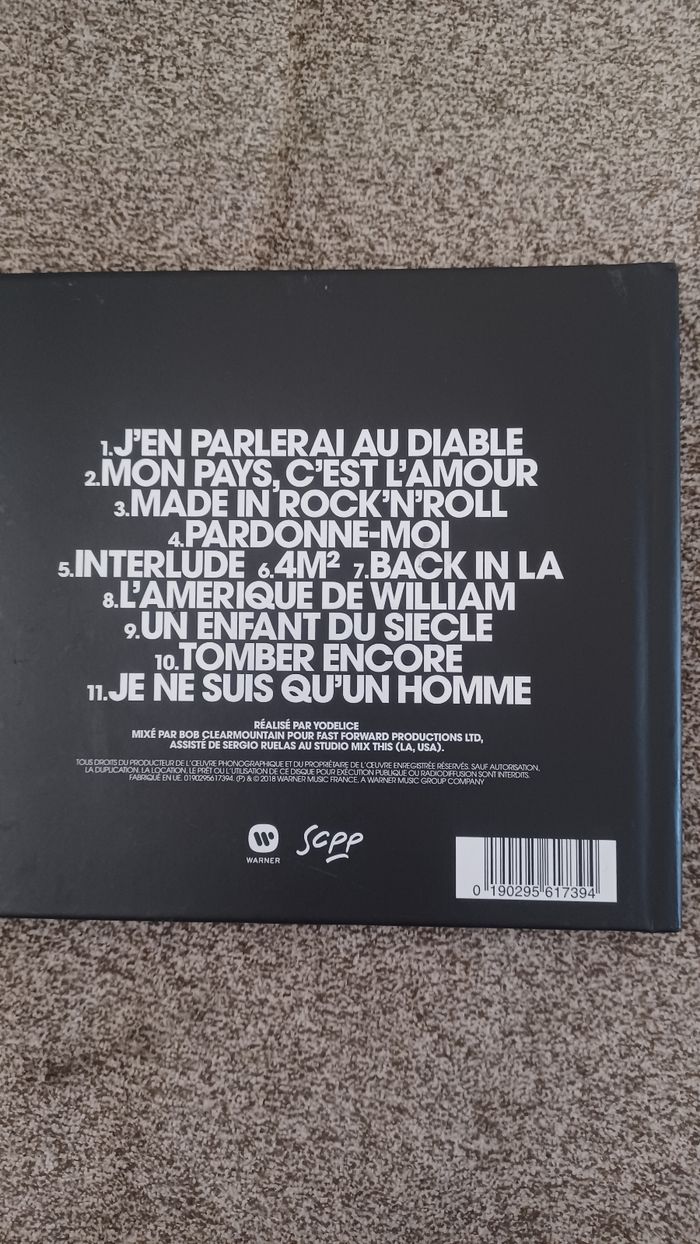 1.J'EN PARLERAI AU DIABLE
2.MON PAYS, C'EST L'AMOUR
3.MADE IN ROCK'N'ROLL
4.PARDONNE-MOI
5.INTERLUDE 6.4M² 7.BACK IN LA
8.L'AMERIQUE DE WILLIAM
9.UN ENFANT DU SIECLE
10.TOMBER ENCORE
11.JE NE SUIS QU'UN HOMME
RÉALISÉ PAR YODELICE
MIXÉ PAR BOB CLEARMOUNTAIN POUR FAST FORWARD PRODUCTIONS LTD,
ASSISTÉ DE SERGIO RUELAS AU STUDIO MIX THIS (LA, USA).
TOUS DROITS DU PRODUCTEUR DE L'ŒUVRE PHONOGRAPHIQUE ET DU PROPRIÉTAIRE DE L'ŒUVRE ENREGISTRÉE RÉSERVÉS. SAUF AUTORISATION,
LA DUPLICATION, LA LOCATION, LE PRÊT OU L'UTILISATION DE CE DISQUE POUR EXÉCUTION PUBLIQUE OU RADIODIFFUSION SONT INTERDITS.
FABRIQUÉ EN UE. 0190295617394. (P) & © 2018 WARNER MUSIC FRANCE, A WARNER MUSIC GROUP COMPANY
WARNER
SCPP
0 190295 617394